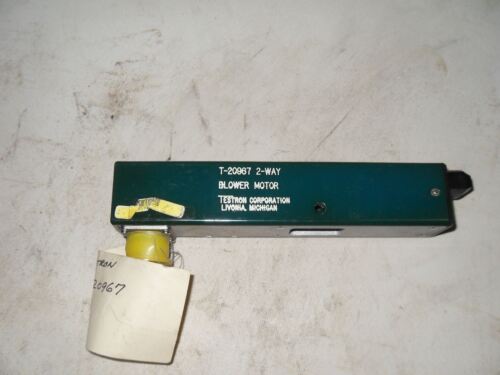 T-20967 2-WAY
BLOWER MOTOR
TESTRON CORPORATION
LIVONIA, MICHIGAN
TRON
20967